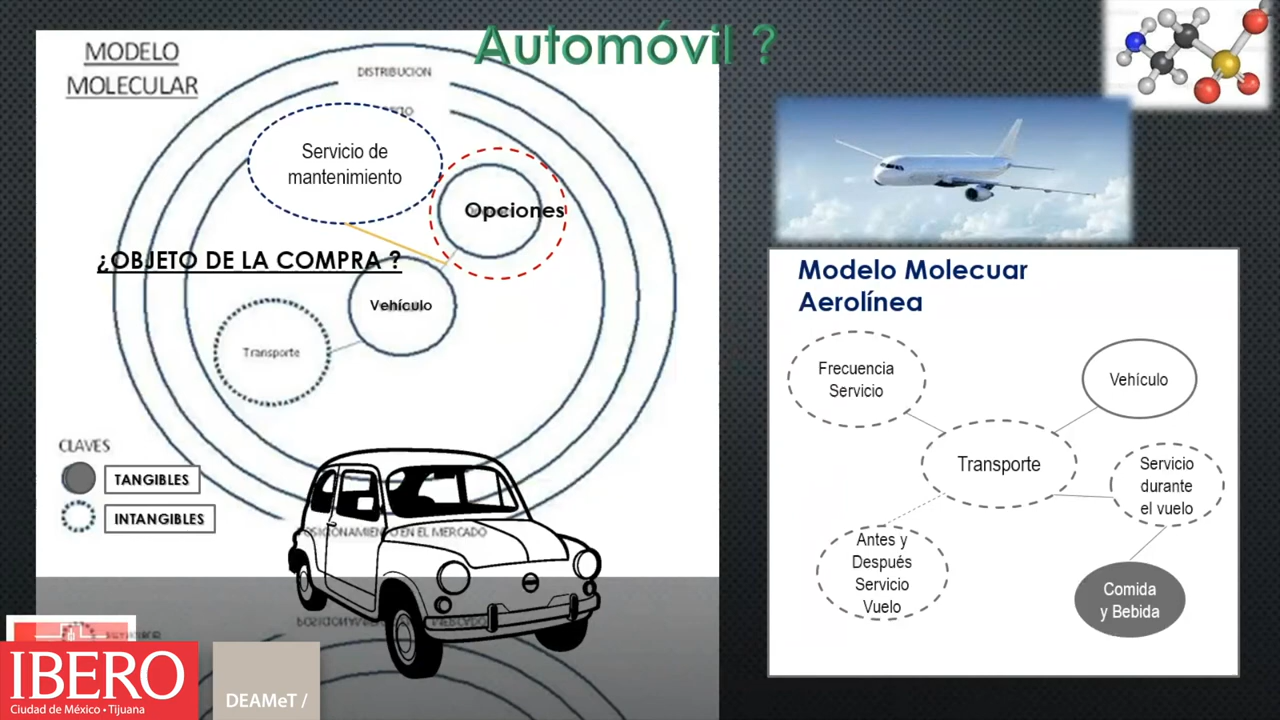 Automóvil ?
MODELO
MOLECULAR
DISTRIBUCION
Servicio de
mantenimiento
Opciones
¿OBJETO DE LA COMPRA ?
Vehículo
Transporte
CLAVES
TANGIBLES
INTANGIBLES
POSICIONAMIENTO EN EL MERCADO
IBERO
Ciudad de México • Tijuana
DEAMeT /
Modelo Molecuar
Aerolínea
Frecuencia
Servicio
Vehículo
Transporte
Servicio
durante
el vuelo
Antes y
Después
Servicio
Vuelo
Comida
y Bebida